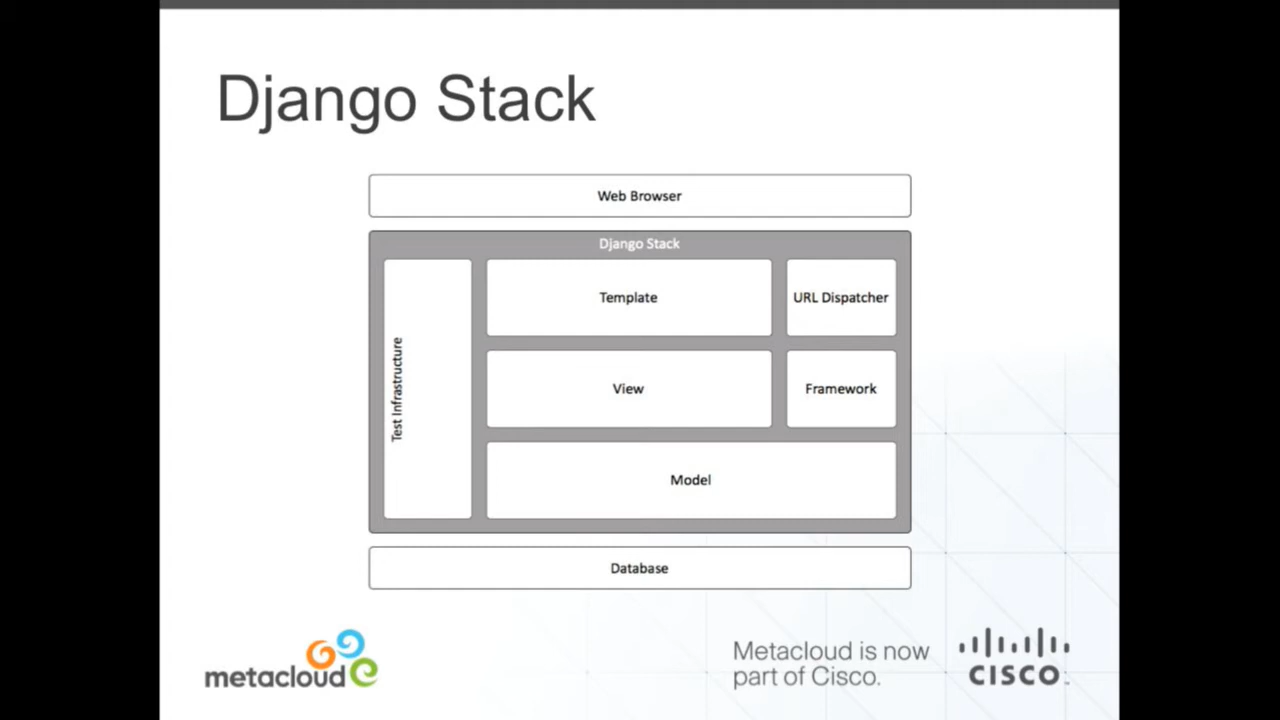 Django Stack
Web Browser
Django Stack
Test Infrastructure
Template
URL Dispatcher
View
Framework
Model
Database
metacloud
Metacloud is now
part of Cisco.
CISCO